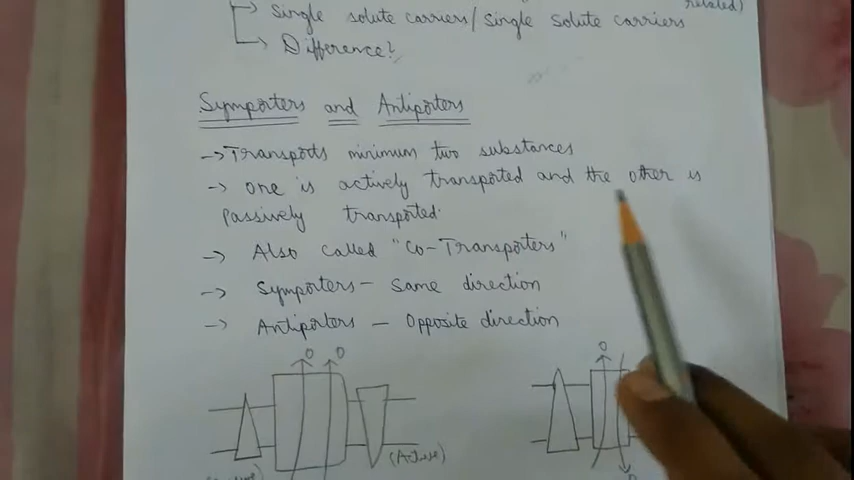 related)
→ Single solute carriers/Single Solute carriers
→ Difference?
Symporters and Antiporters
→ Transports minimum two substances
→ one is actively transported and the other is
passively transported.
→ Also called "Co-Transporters"
→ Symporters - Same direction
→ Antiporters - Opposite direction
(Active)